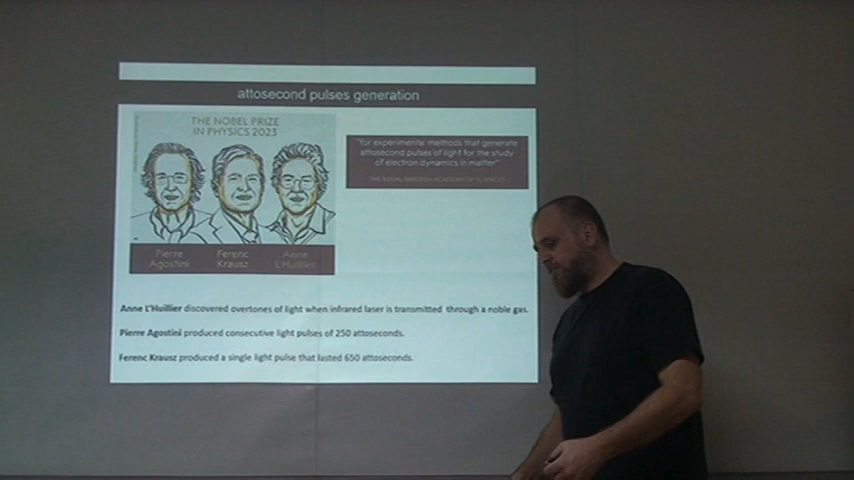 attosecond pulses generation
THE NOBEL PRIZE
IN PHYSICS 2023
"for experimental methods that generate
attosecond pulses of light for the study
of electron dynamics in matter"
THE ROYAL SWEDISH ACADEMY OF SCIENCES
Pierre
Agostini
Ferenc
Krausz
Anne
L'Huillier
Anne L'Huillier discovered overtones of light when infrared laser is transmitted through a noble gas.
Pierre Agostini produced consecutive light pulses of 250 attoseconds.
Ferenc Krausz produced a single light pulse that lasted 650 attoseconds.